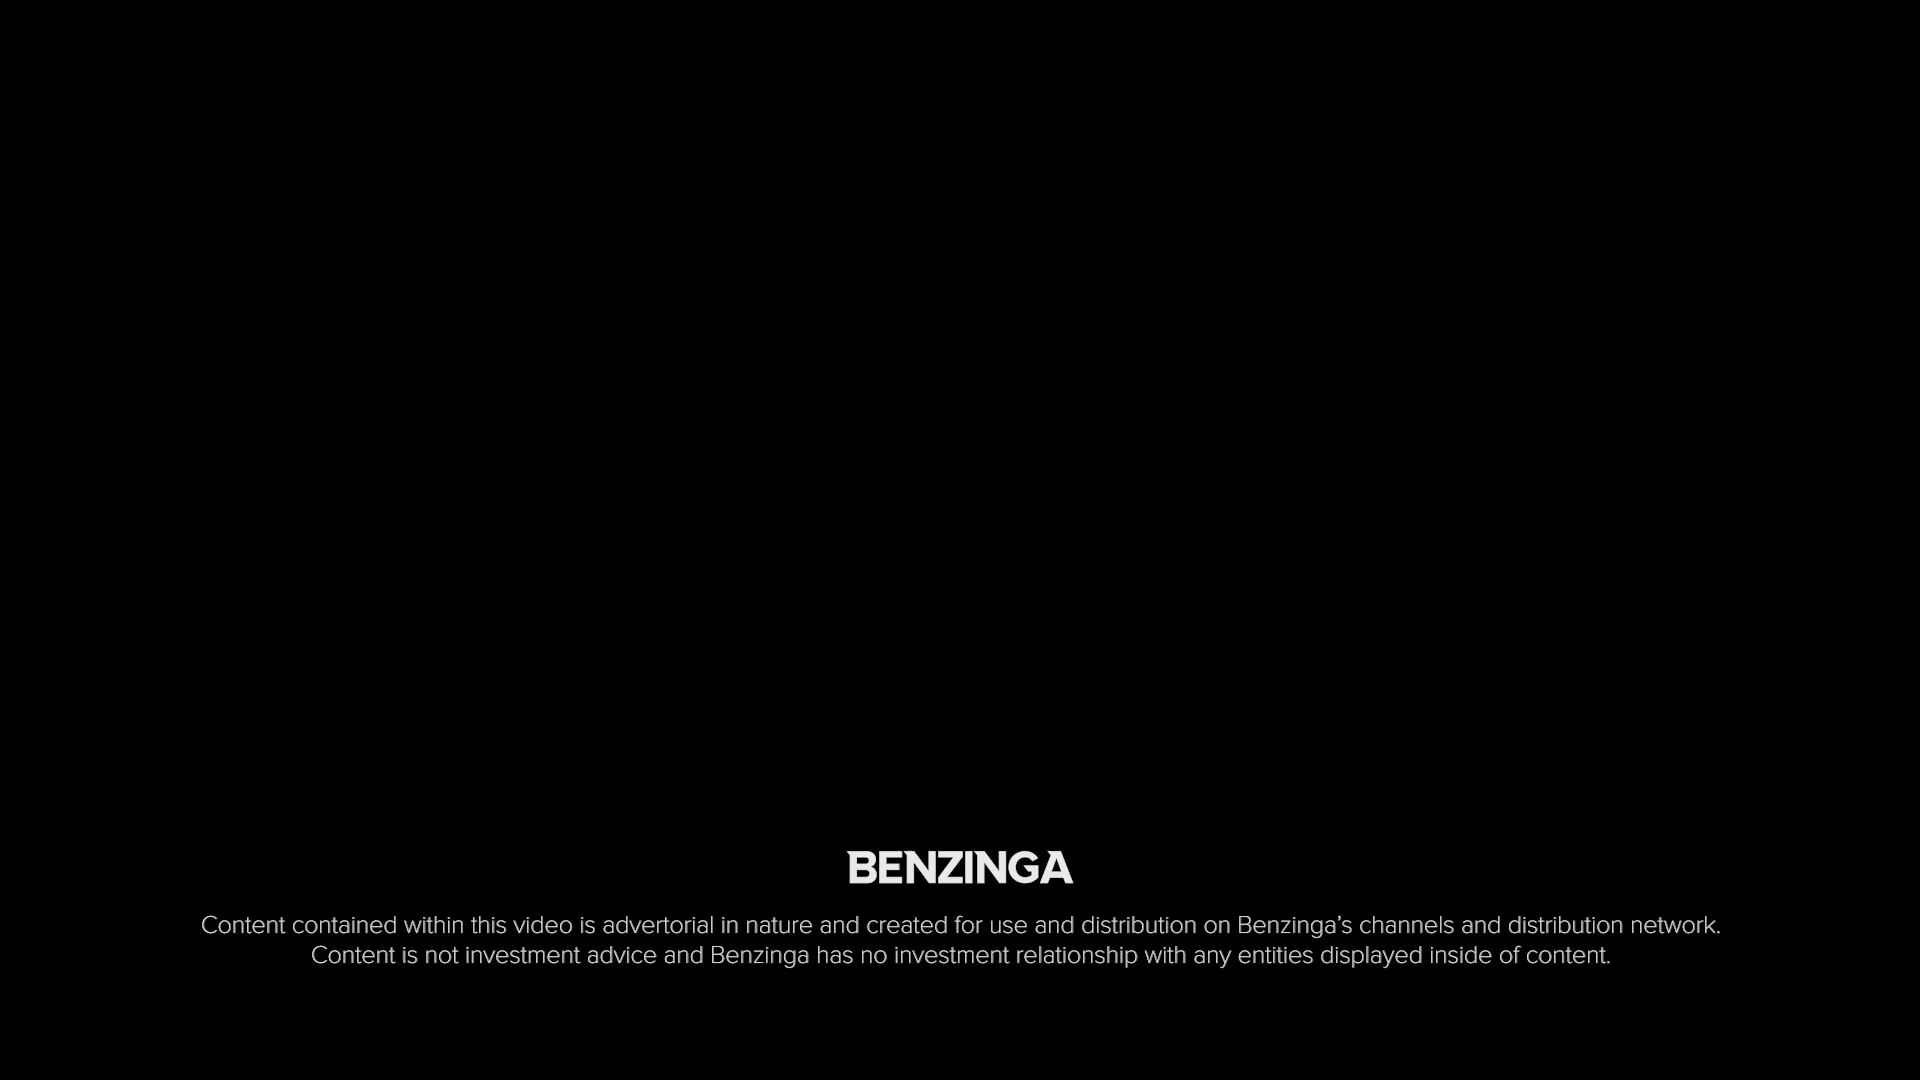 BENZINGA
Content contained within this video is advertorial in nature and created for use and distribution on Benzinga’s channels and distribution network.
Content is not investment advice and Benzinga has no investment relationship with any entities displayed inside of content.